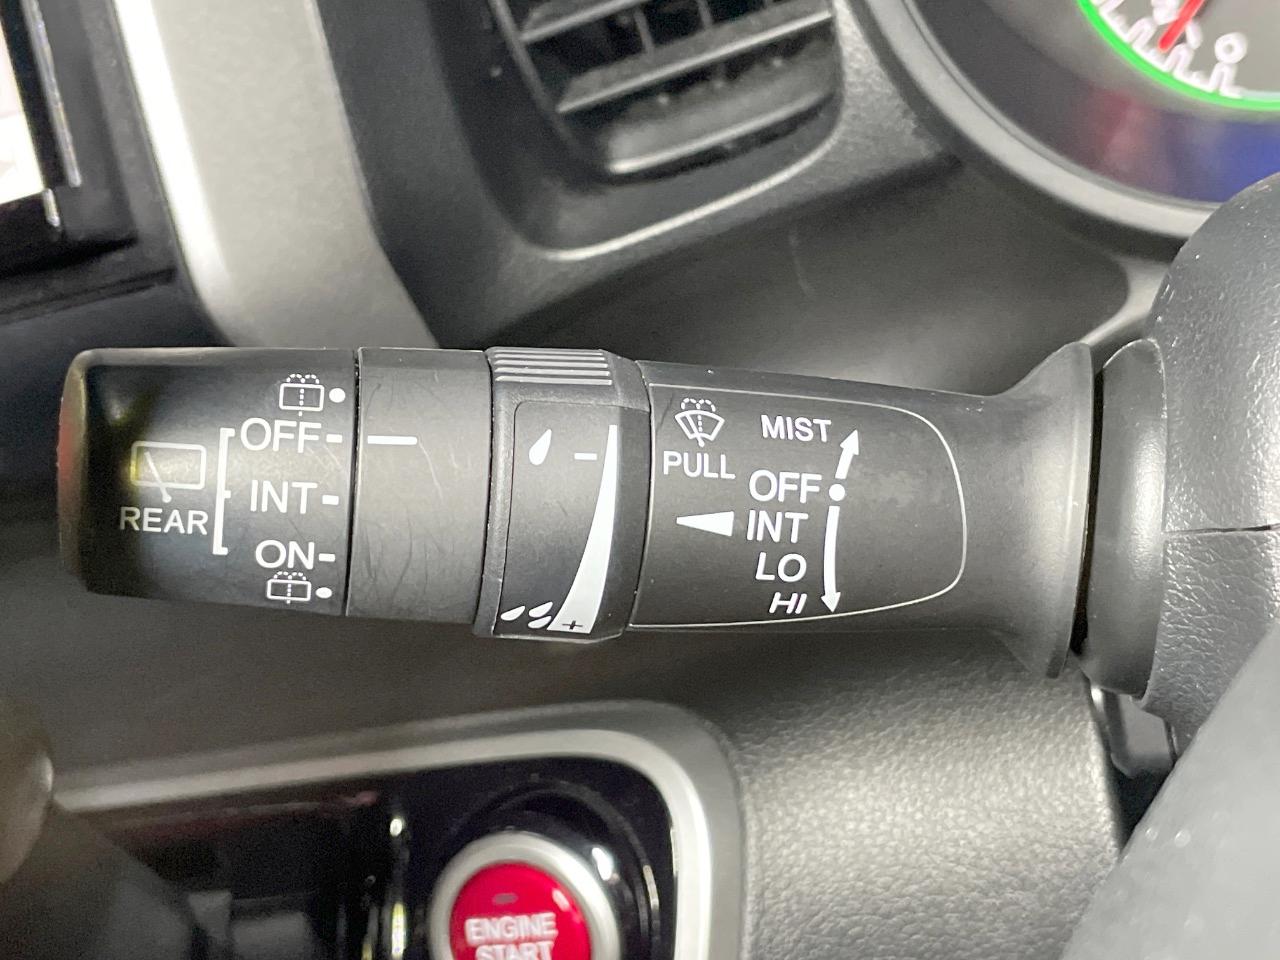 OFF
INT
ON
REAR
-
+
PULL
MIST
OFF
INT
LO
HI
ENGINE
START